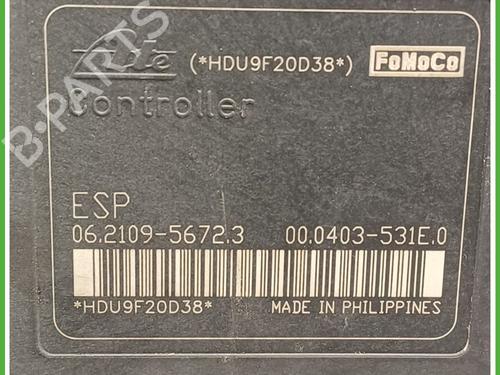 Ate (*HDU9F20D38*) FoMoCo
Controller
ESP
06.2109-5672.3 00.0403-531E.0
*HDU9F20D38* MADE IN PHILIPPINES
B-PARTS